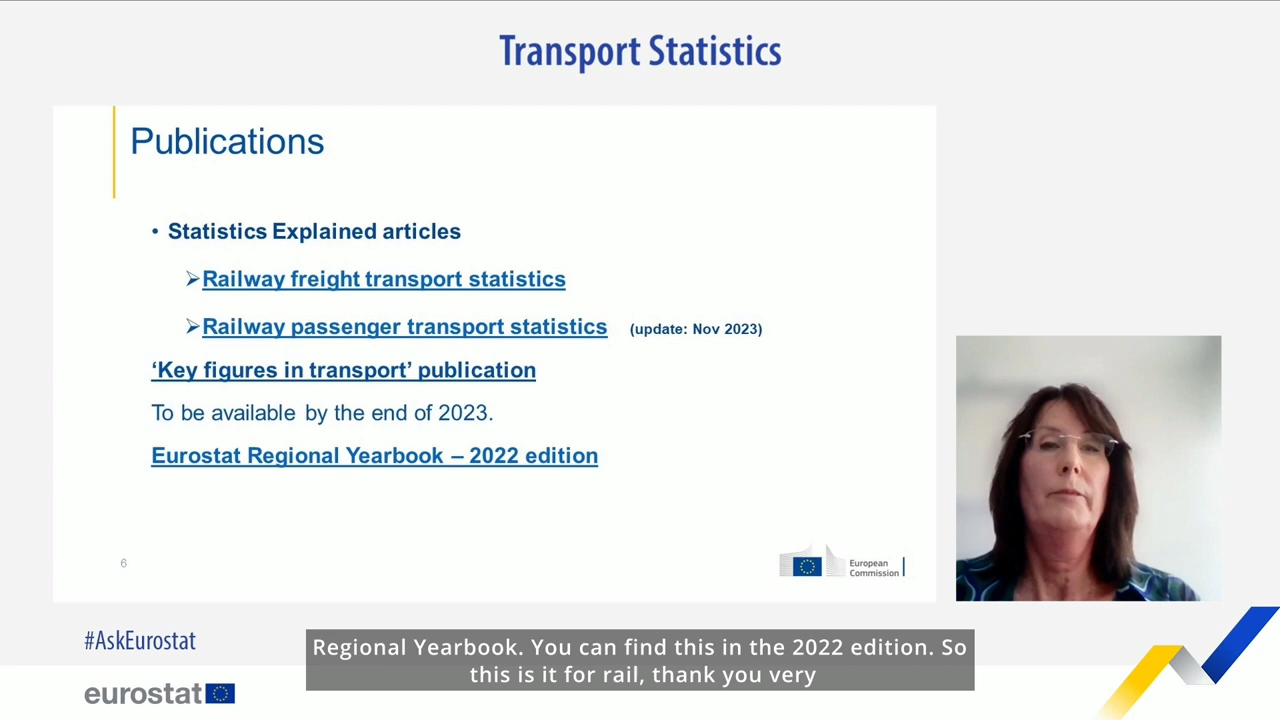 Transport Statistics
Publications
• Statistics Explained articles
➢Railway freight transport statistics
➢Railway passenger transport statistics (update: Nov 2023)
‘Key figures in transport’ publication
To be available by the end of 2023.
Eurostat Regional Yearbook – 2022 edition
6
European
Commission
#AskEurostat
Regional Yearbook. You can find this in the 2022 edition. So
this is it for rail, thank you very
eurostat